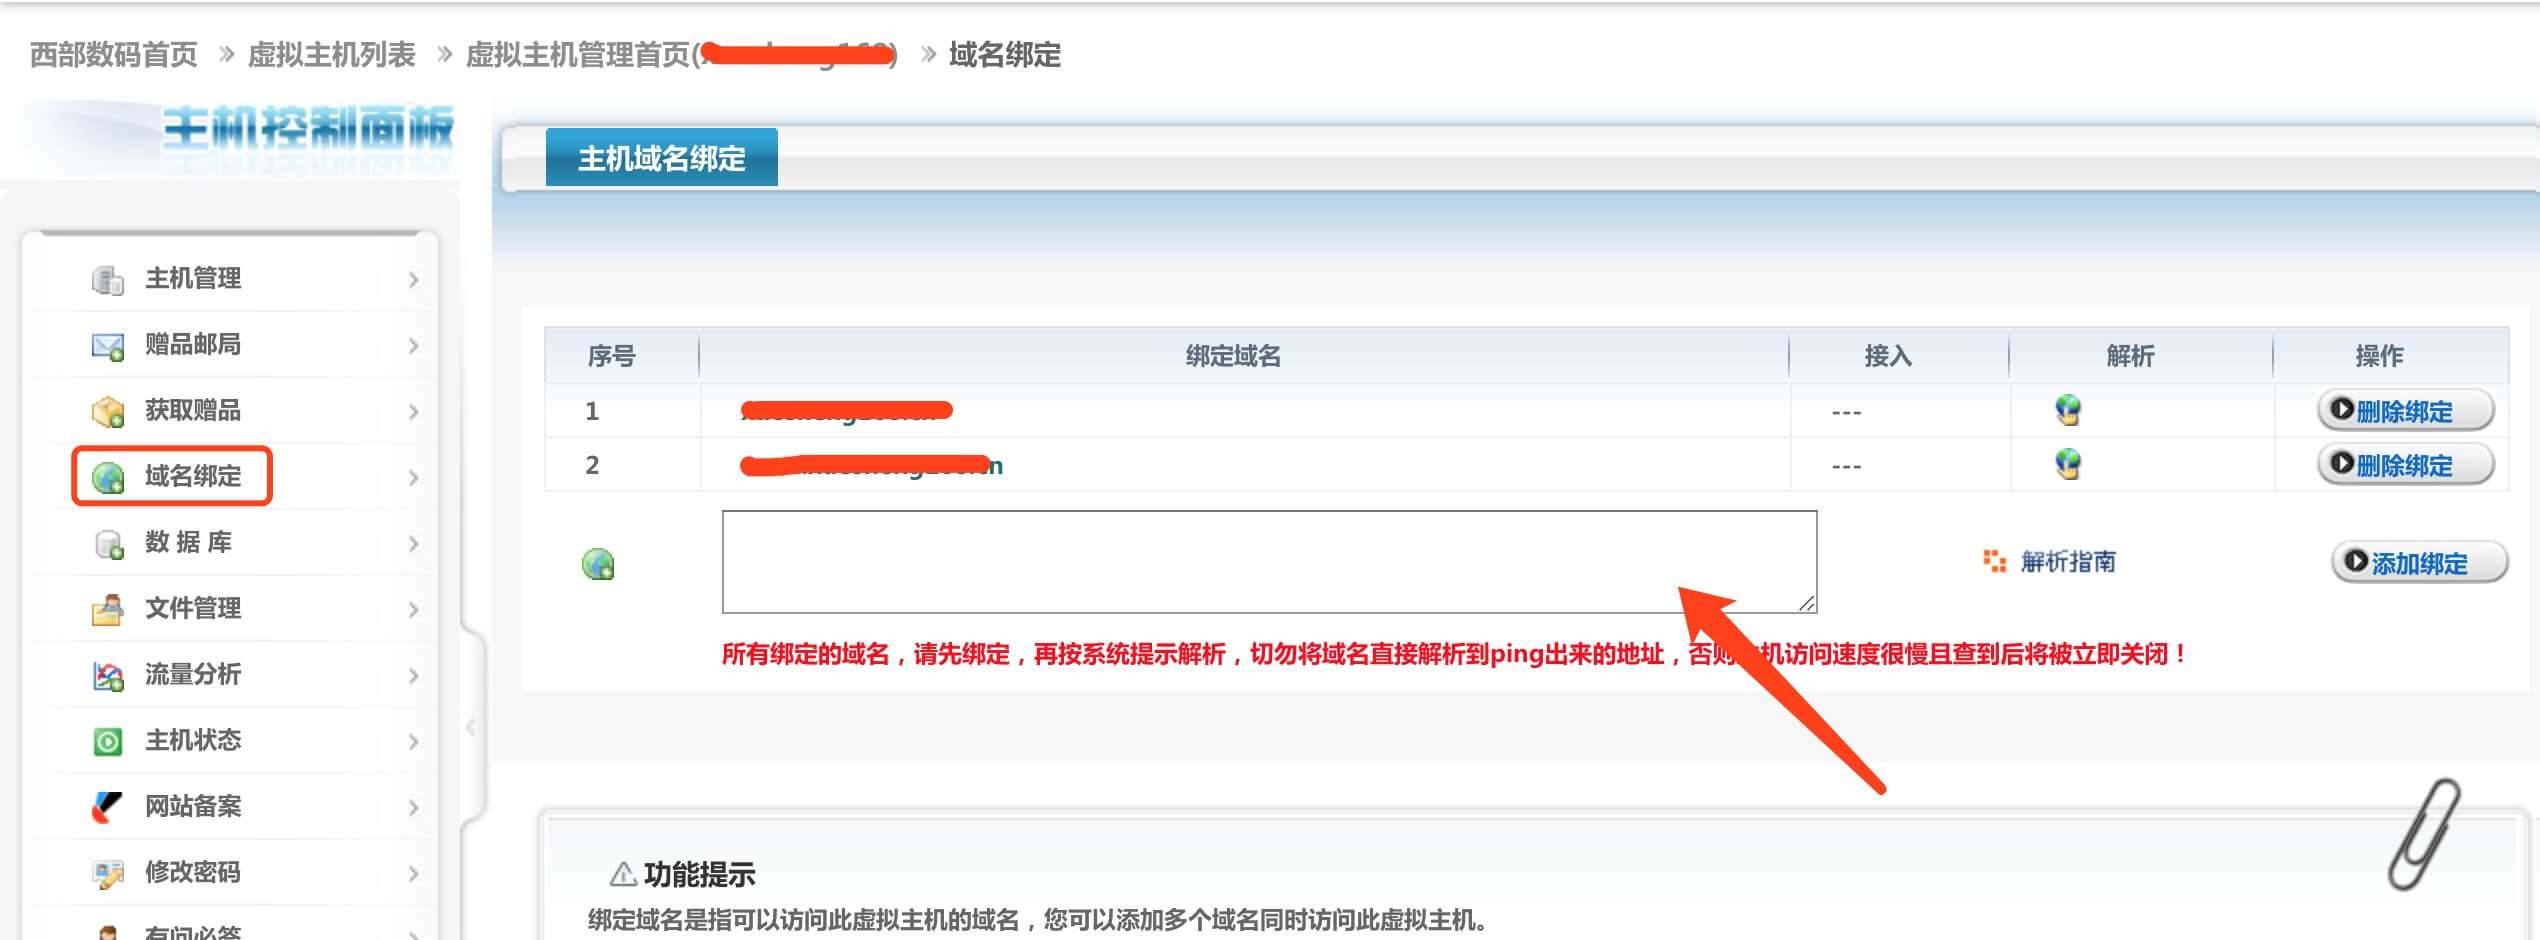 西部数码首页 » 虚拟主机列表 » 虚拟主机管理首页( ) » 域名绑定
主机控制面板
主机域名绑定
主机管理
赠品邮局
获取赠品
域名绑定
数 据 库
文件管理
流量分析
主机状态
网站备案
修改密码
有问必答
序号 绑定域名 接入 解析 操作
1 --- 删除绑定
2 --- 删除绑定
解析指南 添加绑定
所有绑定的域名，请先绑定，再按系统提示解析，切勿将域名直接解析到ping出来的地址，否则 机访问速度很慢且查到后将被立即关闭！
功能提示
绑定域名是指可以访问此虚拟主机的域名，您可以添加多个域名同时访问此虚拟主机。